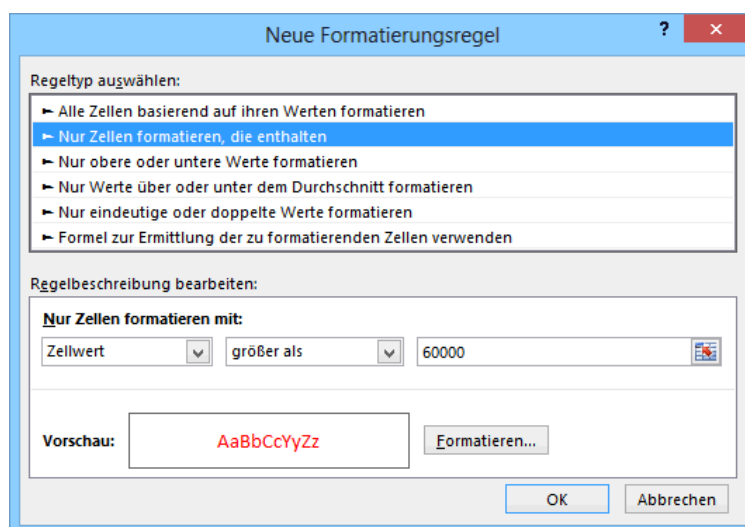 Neue Formatierungsregel
?
Regeltyp auswählen:
► Alle Zellen basierend auf ihren Werten formatieren
► Nur Zellen formatieren, die enthalten
► Nur obere oder untere Werte formatieren
► Nur Werte über oder unter dem Durchschnitt formatieren
► Nur eindeutige oder doppelte Werte formatieren
► Formel zur Ermittlung der zu formatierenden Zellen verwenden
Regelbeschreibung bearbeiten:
Nur Zellen formatieren mit:
Zellwert größer als 60000
Vorschau: AaBbCcYyZz Formatieren...
OK Abbrechen